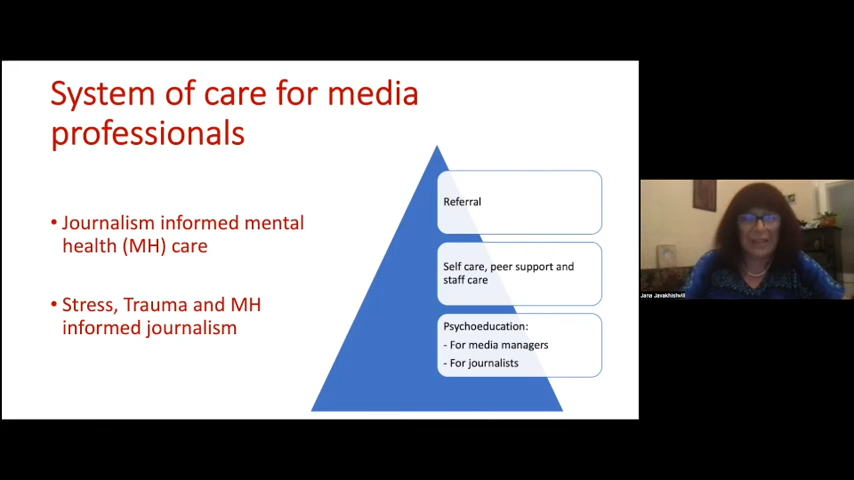 System of care for media
professionals
• Journalism informed mental
health (MH) care
• Stress, Trauma and MH
informed journalism
Referral
Self care, peer support and
staff care
Psychoeducation:
- For media managers
- For journalists
Jana Javakhishvili